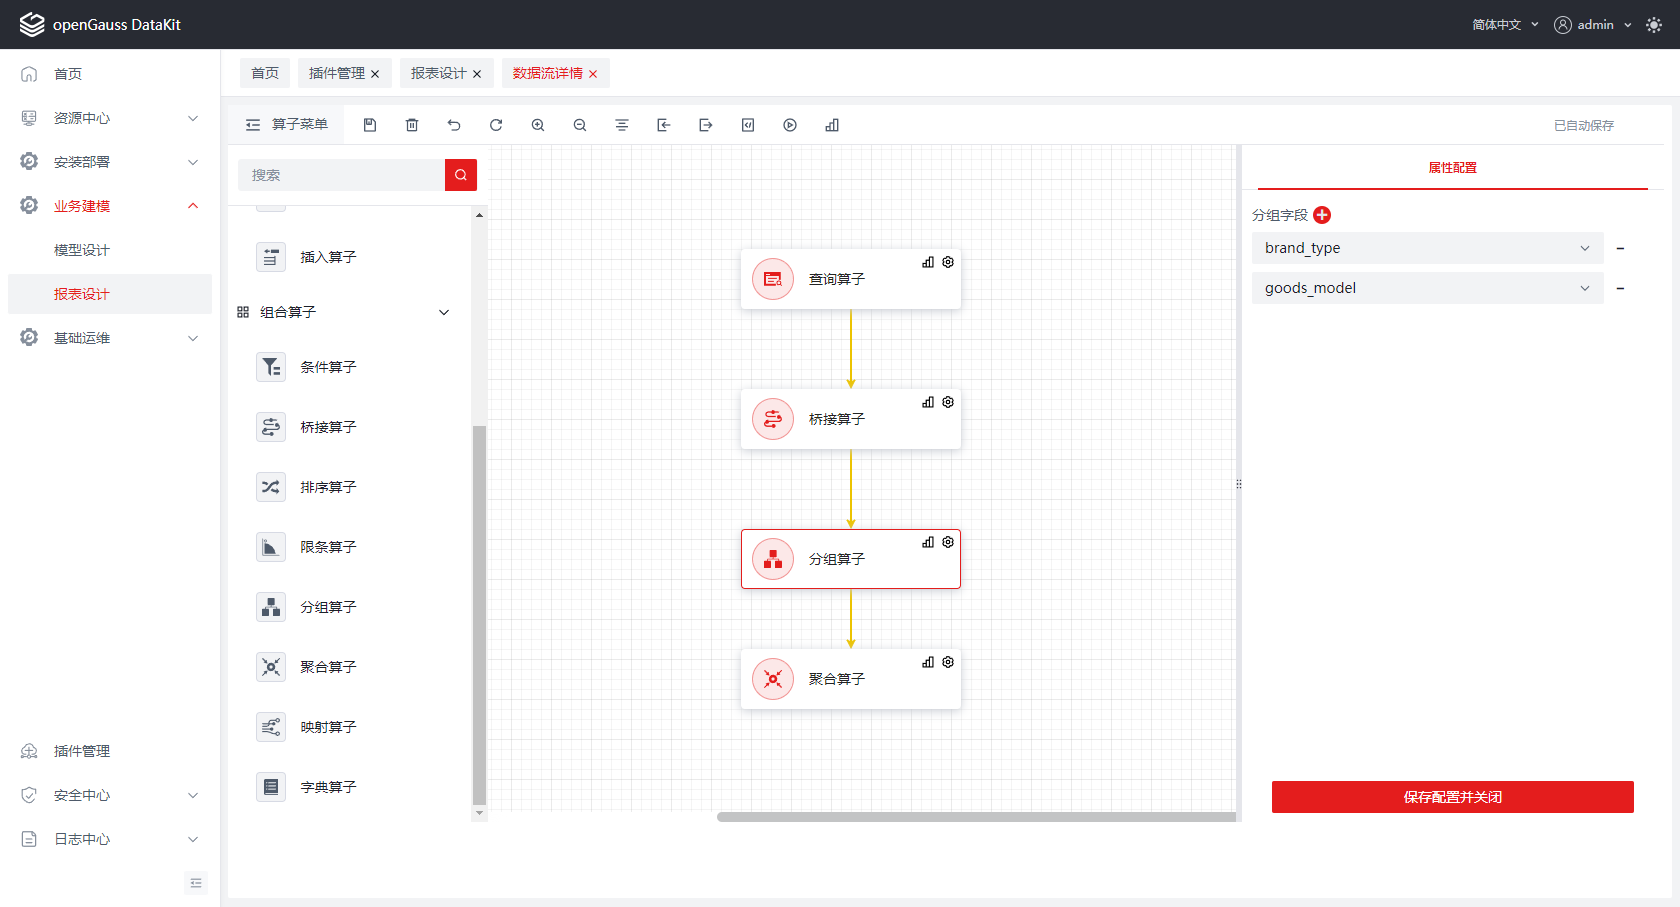 openGauss DataKit
简体中文
admin
首页
资源中心
安装部署
业务建模
模型设计
报表设计
基础运维
插件管理
安全中心
日志中心
首页
插件管理
报表设计
数据流详情
算子菜单
已自动保存
搜索
插入算子
组合算子
条件算子
桥接算子
排序算子
限条算子
分组算子
聚合算子
映射算子
字典算子
查询算子
桥接算子
分组算子
聚合算子
属性配置
分组字段
brand_type
goods_model
保存配置并关闭